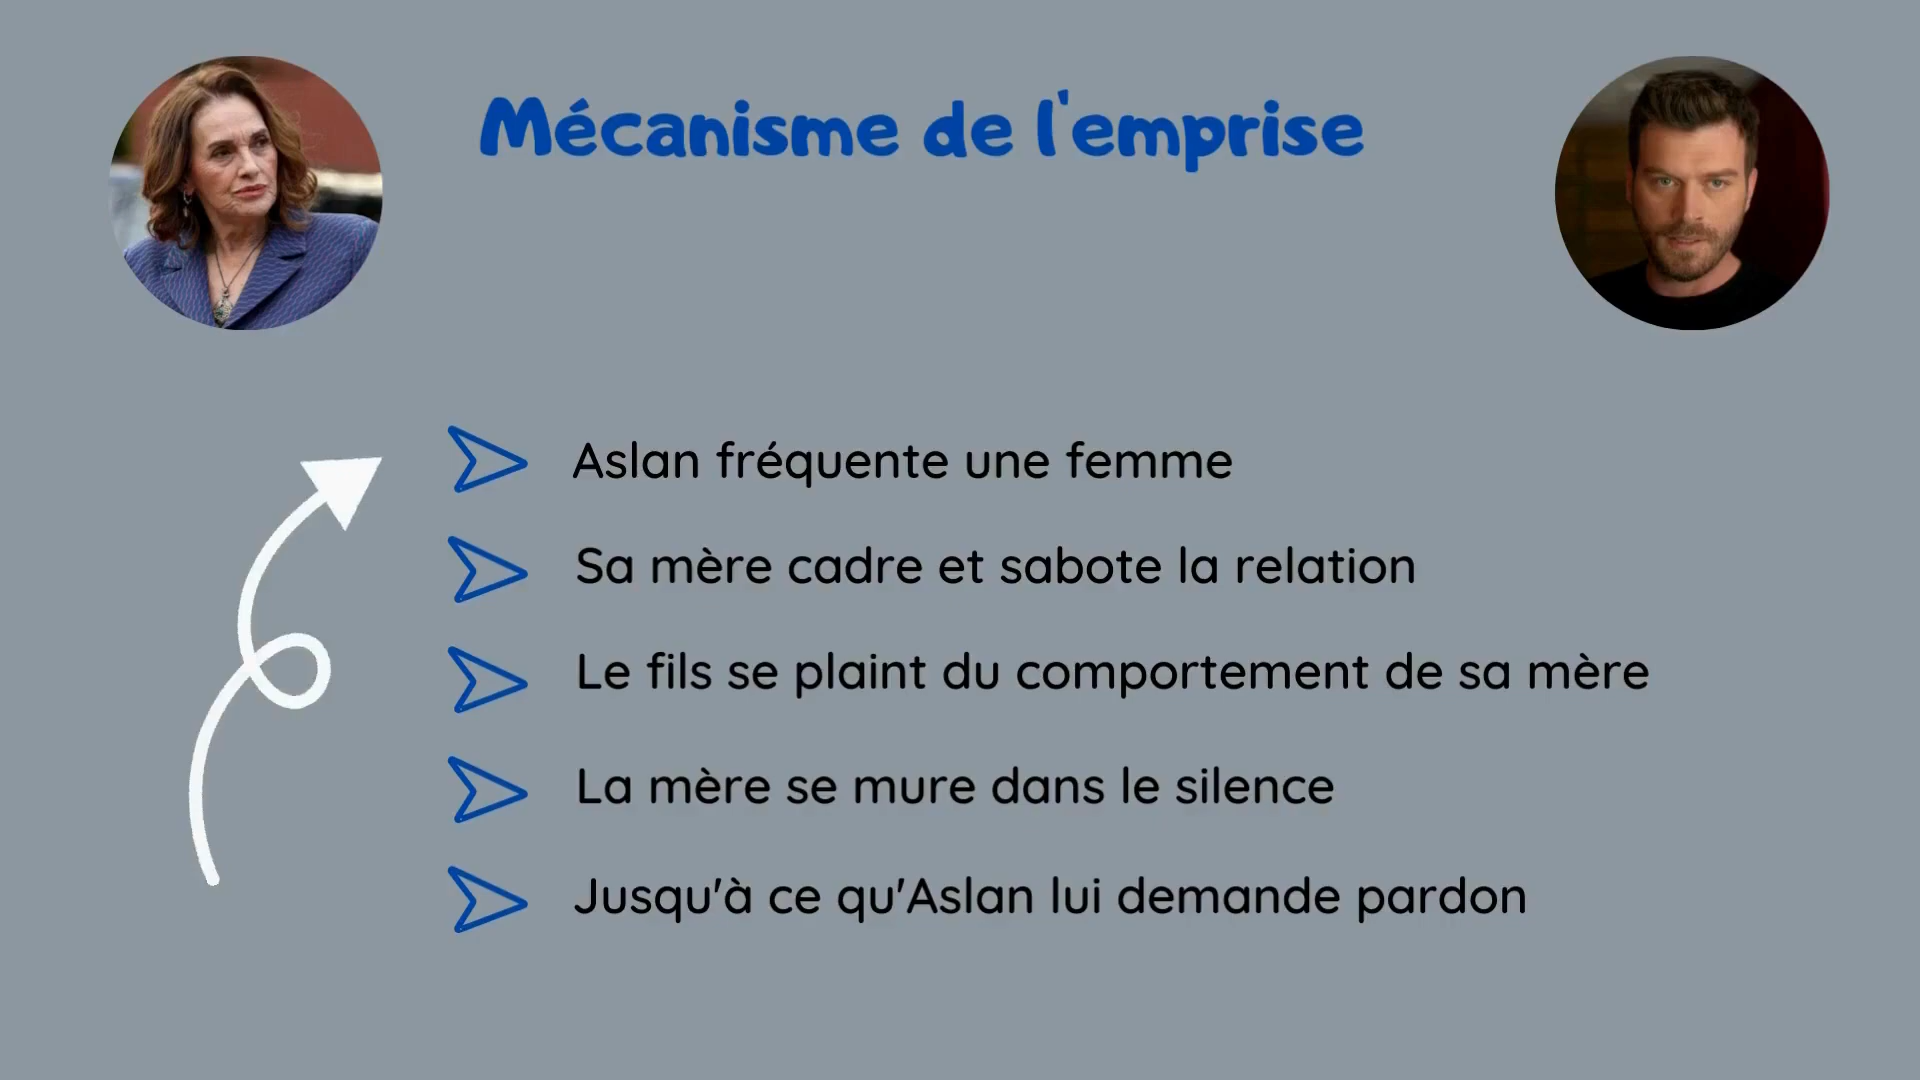 Mécanisme de l'emprise
Aslan fréquente une femme
Sa mère cadre et sabote la relation
Le fils se plaint du comportement de sa mère
La mère se mure dans le silence
Jusqu'à ce qu'Aslan lui demande pardon